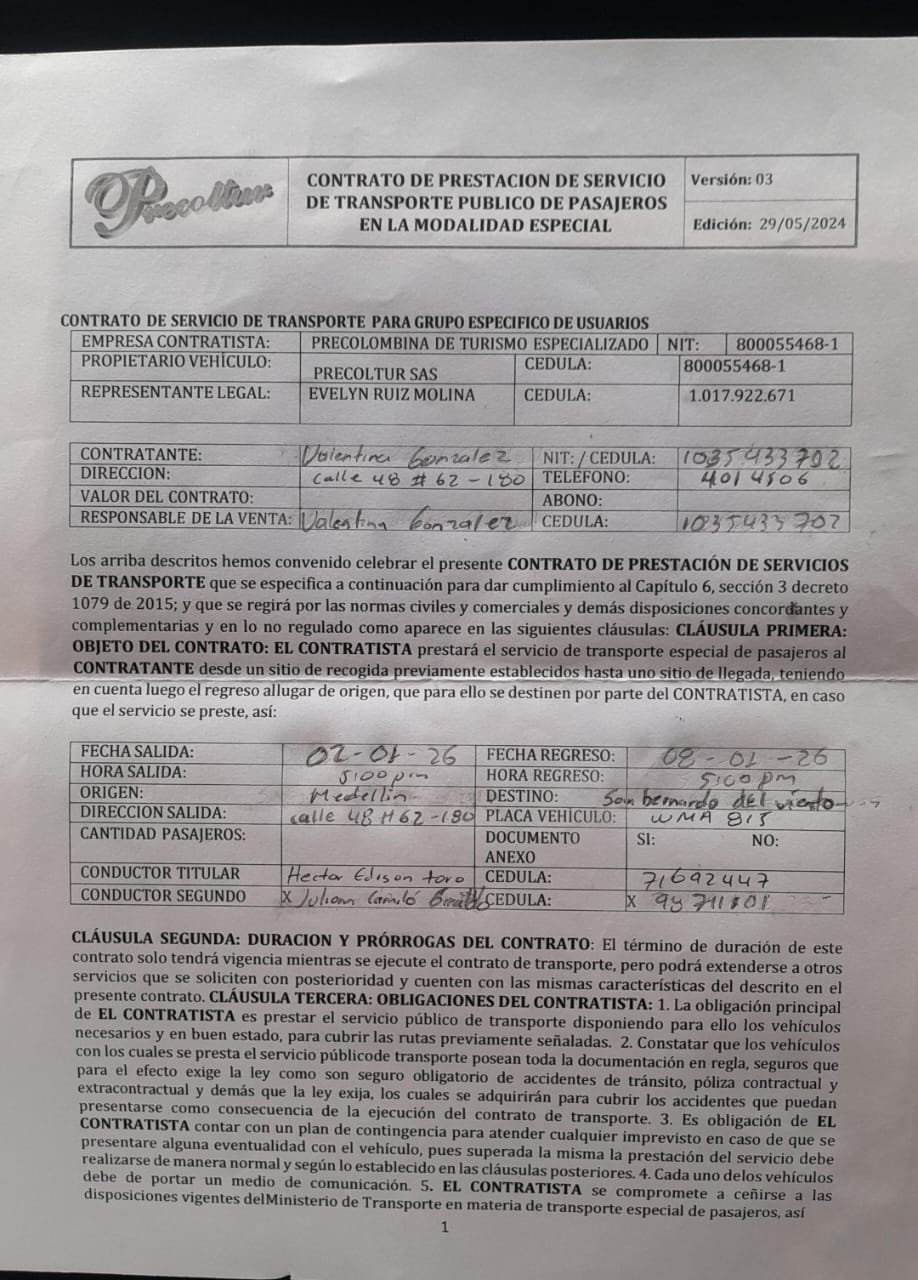 Precoltur
CONTRATO DE PRESTACION DE SERVICIO
DE TRANSPORTE PUBLICO DE PASAJEROS
EN LA MODALIDAD ESPECIAL
Versión: 03
Edición: 29/05/2024
CONTRATO DE SERVICIO DE TRANSPORTE PARA GRUPO ESPECIFICO DE USUARIOS
EMPRESA CONTRATISTA: PRECOLOMBINA DE TURISMO ESPECIALIZADO NIT: 800055468-1
PROPIETARIO VEHÍCULO: PRECOLTUR SAS CEDULA: 800055468-1
REPRESENTANTE LEGAL: EVELYN RUIZ MOLINA CEDULA: 1.017.922.671
CONTRATANTE: Valentina Gonzalez NIT: / CEDULA: 1035433702
DIRECCION: calle 48 # 62 - 180 TELEFONO: 4014506
VALOR DEL CONTRATO: ABONO:
RESPONSABLE DE LA VENTA: Valentina Gonzalez CEDULA: 1035433702
Los arriba descritos hemos convenido celebrar el presente CONTRATO DE PRESTACIÓN DE SERVICIOS
DE TRANSPORTE que se especifica a continuación para dar cumplimiento al Capítulo 6, sección 3 decreto
1079 de 2015; y que se regirá por las normas civiles y comerciales y demás disposiciones concordantes y
complementarias y en lo no regulado como aparece en las siguientes cláusulas: CLÁUSULA PRIMERA:
OBJETO DEL CONTRATO: EL CONTRATISTA prestará el servicio de transporte especial de pasajeros al
CONTRATANTE desde un sitio de recogida previamente establecidos hasta uno sitio de llegada, teniendo
en cuenta luego el regreso allugar de origen, que para ello se destinen por parte del CONTRATISTA, en caso
que el servicio se preste, así:
FECHA SALIDA: 02-01-26 FECHA REGRESO: 08-01-26
HORA SALIDA: 5:00 pm HORA REGRESO: 5:00 pm
ORIGEN: Medellin DESTINO: San bernardo del viento
DIRECCION SALIDA: calle 48 # 62-180 PLACA VEHÍCULO: WMA 815
CANTIDAD PASAJEROS: DOCUMENTO ANEXO SI: NO:
CONDUCTOR TITULAR Hector Edison toro CEDULA: 71692447
CONDUCTOR SEGUNDO X Julian Camiló CEDULA: X
CLÁUSULA SEGUNDA: DURACION Y PRÓRROGAS DEL CONTRATO: El término de duración de este
contrato solo tendrá vigencia mientras se ejecute el contrato de transporte, pero podrá extenderse a otros
servicios que se soliciten con posterioridad y cuenten con las mismas características del descrito en el
presente contrato. CLÁUSULA TERCERA: OBLIGACIONES DEL CONTRATISTA: 1. La obligación principal
de EL CONTRATISTA es prestar el servicio público de transporte disponiendo para ello los vehículos
necesarios y en buen estado, para cubrir las rutas previamente señaladas. 2. Constatar que los vehículos
con los cuales se presta el servicio públicode transporte posean toda la documentación en regla, seguros que
para el efecto exige la ley como son seguro obligatorio de accidentes de tránsito, póliza contractual y
extracontractual y demás que la ley exija, los cuales se adquirirán para cubrir los accidentes que puedan
presentarse como consecuencia de la ejecución del contrato de transporte. 3. Es obligación de EL
CONTRATISTA contar con un plan de contingencia para atender cualquier imprevisto en caso de que se
presentare alguna eventualidad con el vehículo, pues superada la misma la prestación del servicio debe
realizarse de manera normal y según lo establecido en las cláusulas posteriores. 4. Cada uno delos vehículos
debe de portar un medio de comunicación. 5. EL CONTRATISTA se compromete a ceñirse a las
disposiciones vigentes delMinisterio de Transporte en materia de transporte especial de pasajeros, así
1